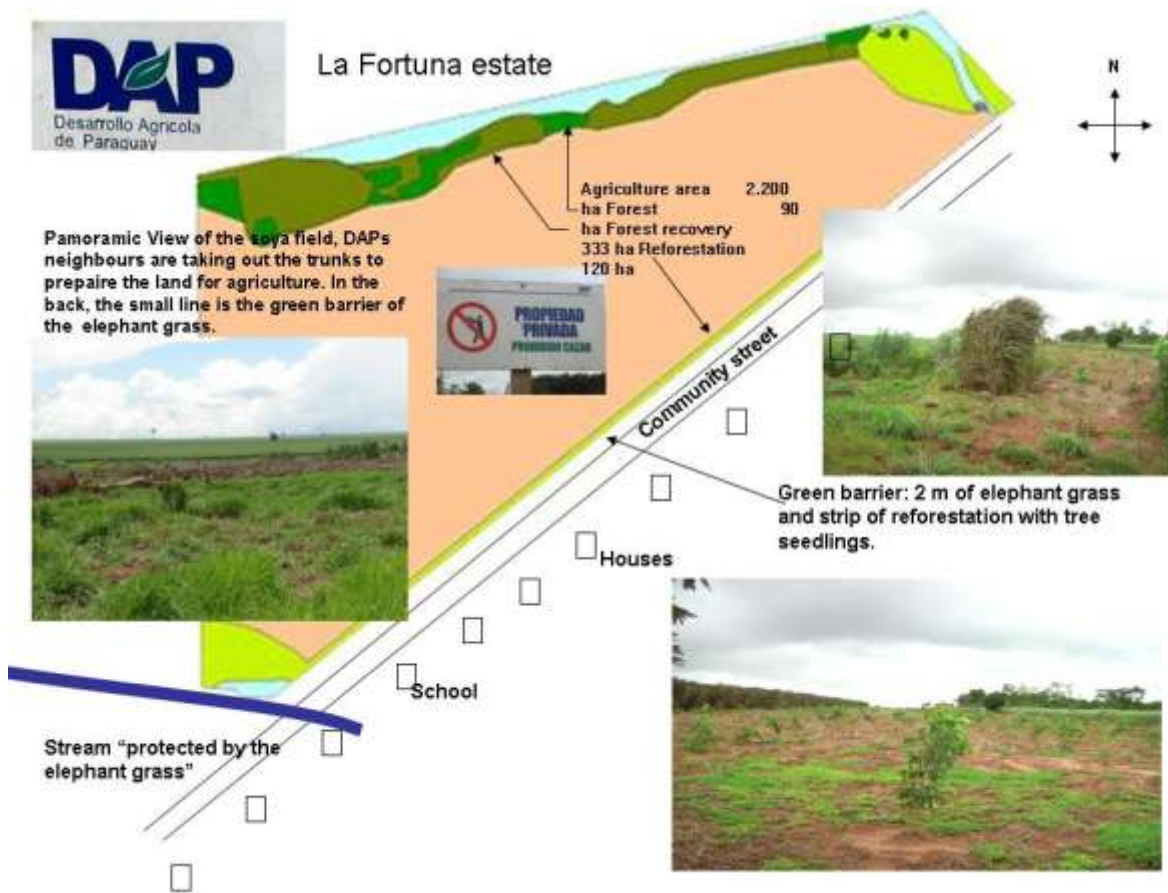 DAP
Desarrollo Agricola
de Paraguay
La Fortuna estate
N
Agriculture area 2.200
ha Forest 90
ha Forest recovery
333 ha Reforestation
120 ha
Pamoramic View of the soya field, DAPs
neighbours are taking out the trunks to
prepaire the land for agriculture. In the
back, the small line is the green barrier of
the elephant grass.
PROPIEDAD
PRIVADA
PROHIBIDO CAZAR
Community street
Green barrier: 2 m of elephant grass
and strip of reforestation with tree
seedlings.
Houses
School
Stream "protected by the
elephant grass"